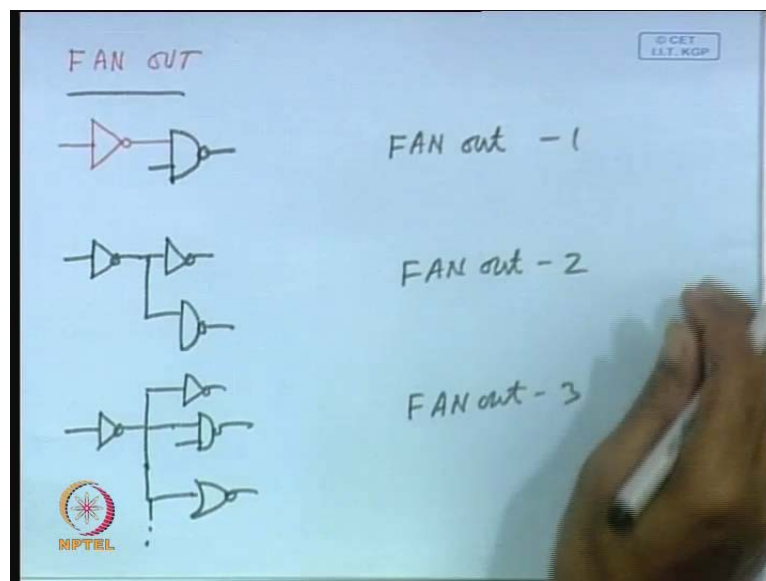 FAN OUT
© CET
I.I.T. KGP
FAN out - 1
FAN out - 2
FAN out - 3
NPTEL